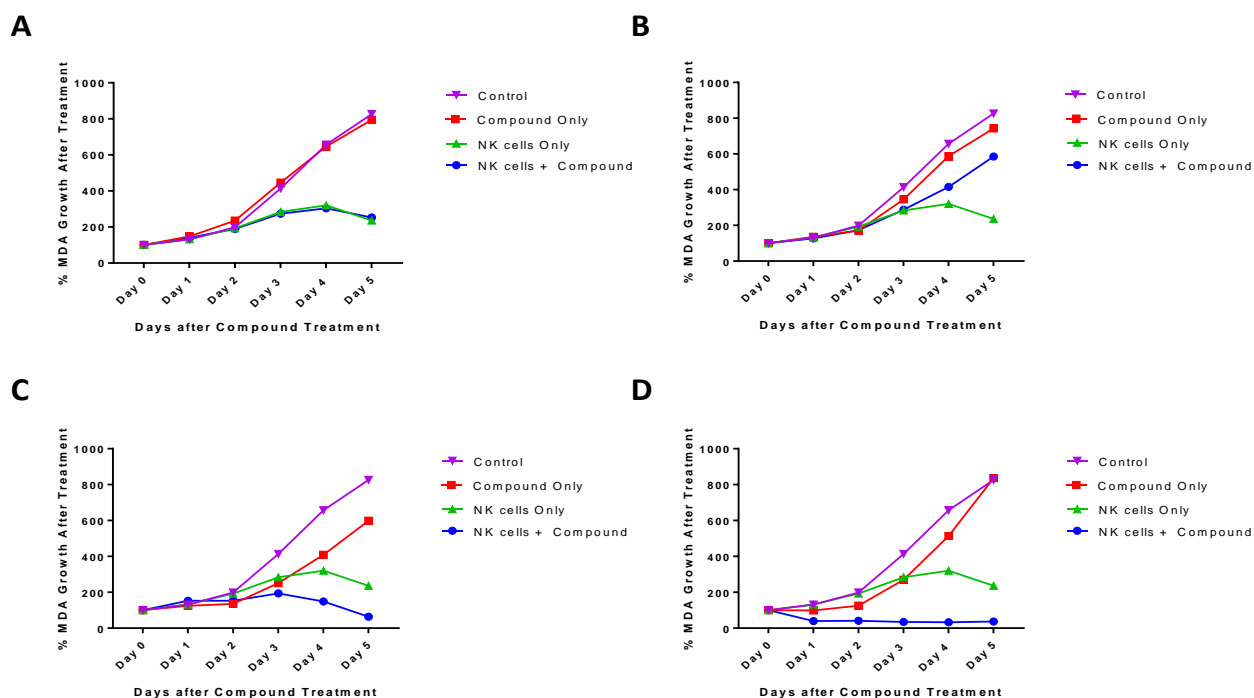 A
% MDA Growth After Treatment
1000
800
600
400
200
0
Day 0
Day 1
Day 2
Day 3
Day 4
Day 5
Days after Compound Treatment
Control
Compound Only
NK cells Only
NK cells + Compound
B
% MDA Growth After Treatment
1000
800
600
400
200
0
Day 0
Day 1
Day 2
Day 3
Day 4
Day 5
Days after Compound Treatment
Control
Compound Only
NK cells Only
NK cells + Compound
C
% MDA Growth After Treatment
1000
800
600
400
200
0
Day 0
Day 1
Day 2
Day 3
Day 4
Day 5
Days after Compound Treatment
Control
Compound Only
NK cells Only
NK cells + Compound
D
% MDA Growth After Treatment
1000
800
600
400
200
0
Day 0
Day 1
Day 2
Day 3
Day 4
Day 5
Days after Compound Treatment
Control
Compound Only
NK cells Only
NK cells + Compound